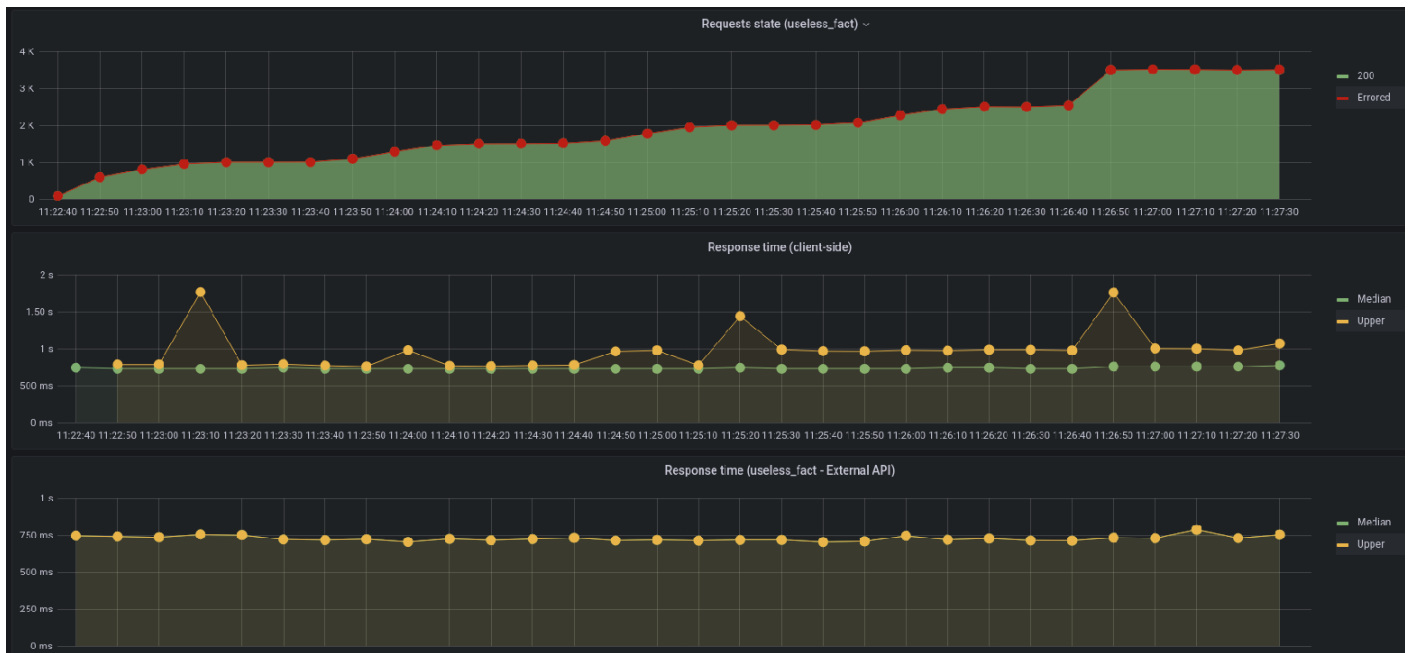 Requests state (useless_fact)
4 K
3 K
2 K
1 K
0
11:22:40 11:22:50 11:23:00 11:23:10 11:23:20 11:23:30 11:23:40 11:23:50 11:24:00 11:24:10 11:24:20 11:24:30 11:24:40 11:24:50 11:25:00 11:25:10 11:25:20 11:25:30 11:25:40 11:25:50 11:26:00 11:26:10 11:26:20 11:26:30 11:26:40 11:26:50 11:27:00 11:27:10 11:27:20 11:27:30
200
Errored
Response time (client-side)
2 s
1.50 s
1 s
500 ms
0 ms
11:22:40 11:22:50 11:23:00 11:23:10 11:23:20 11:23:30 11:23:40 11:23:50 11:24:00 11:24:10 11:24:20 11:24:30 11:24:40 11:24:50 11:25:00 11:25:10 11:25:20 11:25:30 11:25:40 11:25:50 11:26:00 11:26:10 11:26:20 11:26:30 11:26:40 11:26:50 11:27:00 11:27:10 11:27:20 11:27:30
Median
Upper
Response time (useless_fact - External API)
1 s
750 ms
500 ms
250 ms
0 ms
Median
Upper